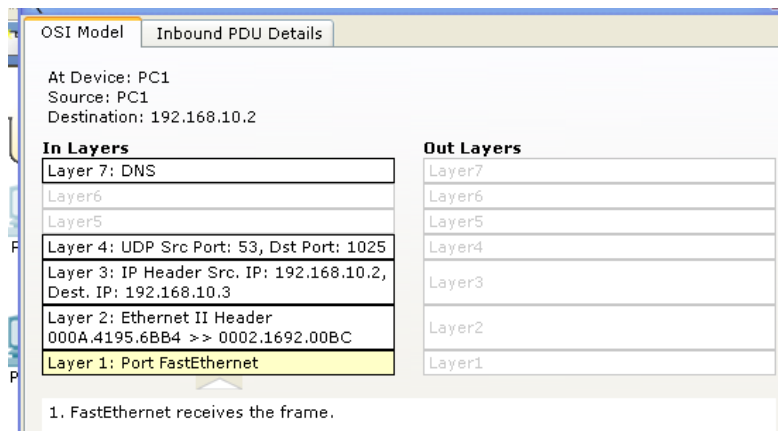 OSI Model
Inbound PDU Details
At Device: PC1
Source: PC1
Destination: 192.168.10.2
In Layers
Layer 7: DNS
Layer6
Layer5
Layer 4: UDP Src Port: 53, Dst Port: 1025
Layer 3: IP Header Src. IP: 192.168.10.2,
Dest. IP: 192.168.10.3
Layer 2: Ethernet II Header
000A.4195.6BB4 >> 0002.1692.00BC
Layer 1: Port FastEthernet
Out Layers
Layer7
Layer6
Layer5
Layer4
Layer3
Layer2
Layer1
1. FastEthernet receives the frame.